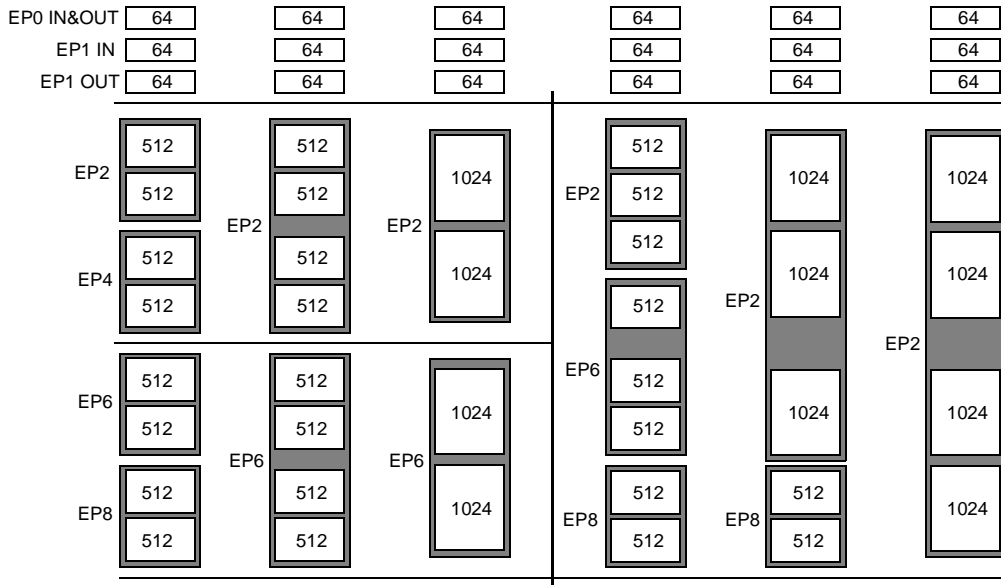 EP0 IN&OUT 64 64 64 64 64 64
EP1 IN 64 64 64 64 64 64
EP1 OUT 64 64 64 64 64 64
512 512 512
EP2 1024 1024 1024
512 512 EP2 512
EP2 EP2 512
512 512
EP4 1024 1024 1024
512 512 512
EP2
EP2
512 512 EP6 512
EP6 1024 1024 1024
512 512 512
EP6 EP6
512 512 512 512
EP8 1024 EP8 EP8 1024
512 512 512 512